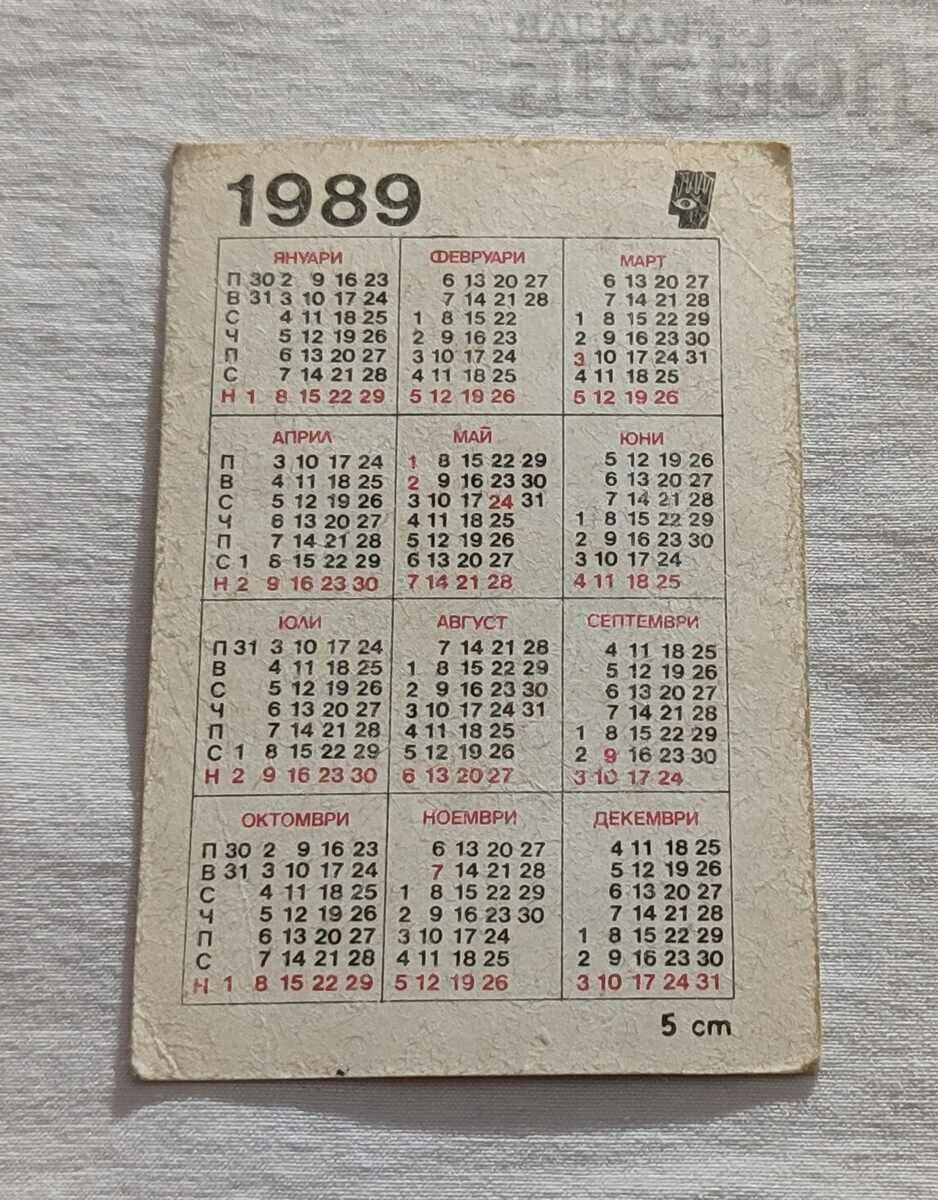 BALKAN
auction
1989
ЯНУАРИ ФЕВРУАРИ МАРТ
П 30 2 9 16 23 6 13 20 27 6 13 20 27
В 31 3 10 17 24 7 14 21 28 7 14 21 28
С 4 11 18 25 1 8 15 22 1 8 15 22 29
Ч 5 12 19 26 2 9 16 23 2 9 16 23 30
П 6 13 20 27 3 10 17 24 3 10 17 24 31
С 7 14 21 28 4 11 18 25 4 11 18 25
Н 1 8 15 22 29 5 12 19 26 5 12 19 26
АПРИЛ МАЙ ЮНИ
П 3 10 17 24 1 8 15 22 29 5 12 19 26
В 4 11 18 25 2 9 16 23 30 6 13 20 27
С 5 12 19 26 3 10 17 24 31 7 14 21 28
Ч 6 13 20 27 4 11 18 25 1 8 15 22 29
П 7 14 21 28 5 12 19 26 2 9 16 23 30
С 1 8 15 22 29 6 13 20 27 3 10 17 24
Н 2 9 16 23 30 7 14 21 28 4 11 18 25
ЮЛИ АВГУСТ СЕПТЕМВРИ
П 31 3 10 17 24 7 14 21 28 4 11 18 25
В 4 11 18 25 1 8 15 22 29 5 12 19 26
С 5 12 19 26 2 9 16 23 30 6 13 20 27
Ч 6 13 20 27 3 10 17 24 31 7 14 21 28
П 7 14 21 28 4 11 18 25 1 8 15 22 29
С 1 8 15 22 29 5 12 19 26 2 9 16 23 30
Н 2 9 16 23 30 6 13 20 27 3 10 17 24
ОКТОМВРИ НОЕМВРИ ДЕКЕМВРИ
П 30 2 9 16 23 6 13 20 27 4 11 18 25
В 31 3 10 17 24 7 14 21 28 5 12 19 26
С 4 11 18 25 1 8 15 22 29 6 13 20 27
Ч 5 12 19 26 2 9 16 23 30 7 14 21 28
П 6 13 20 27 3 10 17 24 1 8 15 22 29
С 7 14 21 28 4 11 18 25 2 9 16 23 30
Н 1 8 15 22 29 5 12 19 26 3 10 17 24 31
5 cm